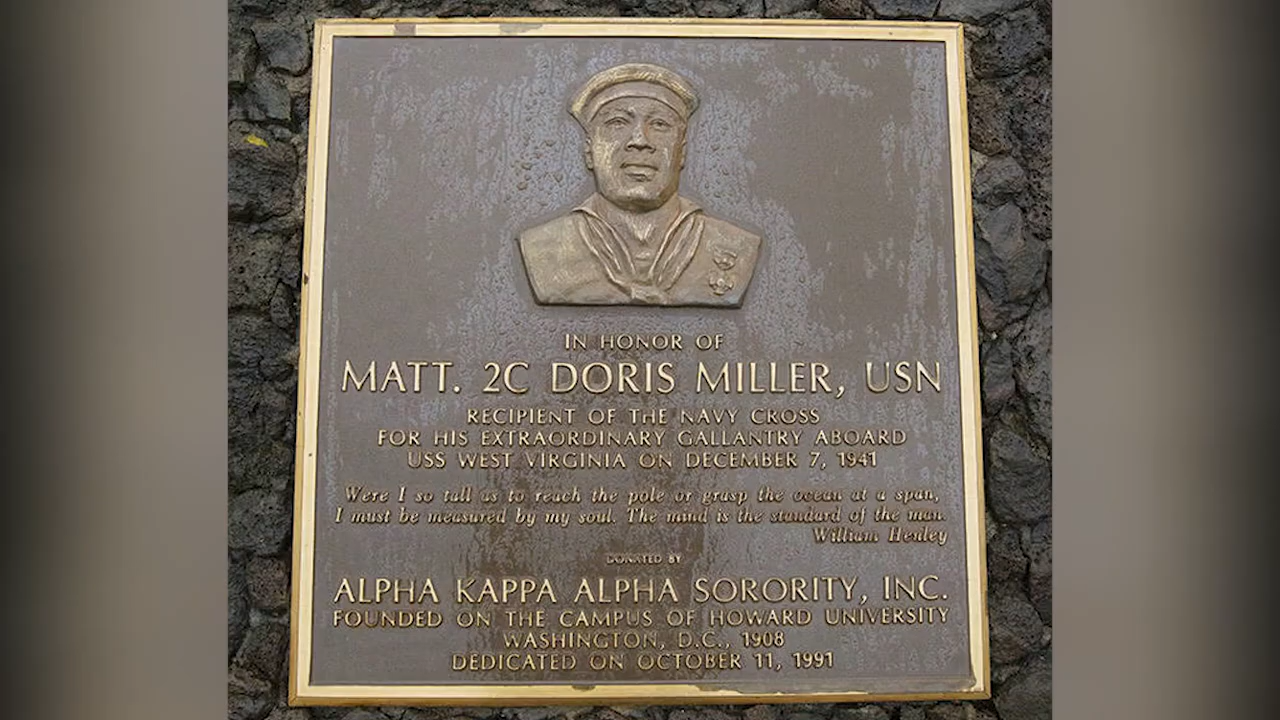 IN HONOR OF
MATT. 2C DORIS MILLER, USN
RECIPIENT OF THE NAVY CROSS
FOR HIS EXTRAORDINARY GALLANTRY ABOARD
USS WEST VIRGINIA ON DECEMBER 7, 1941
Were I so tall as to reach the pole or grasp the ocean at a span,
I must be measured by my soul. The mind is the standard of the man.
William Henley
DONATED BY
ALPHA KAPPA ALPHA SORORITY, INC.
FOUNDED ON THE CAMPUS OF HOWARD UNIVERSITY
WASHINGTON, D.C., 1908
DEDICATED ON OCTOBER 11, 1991